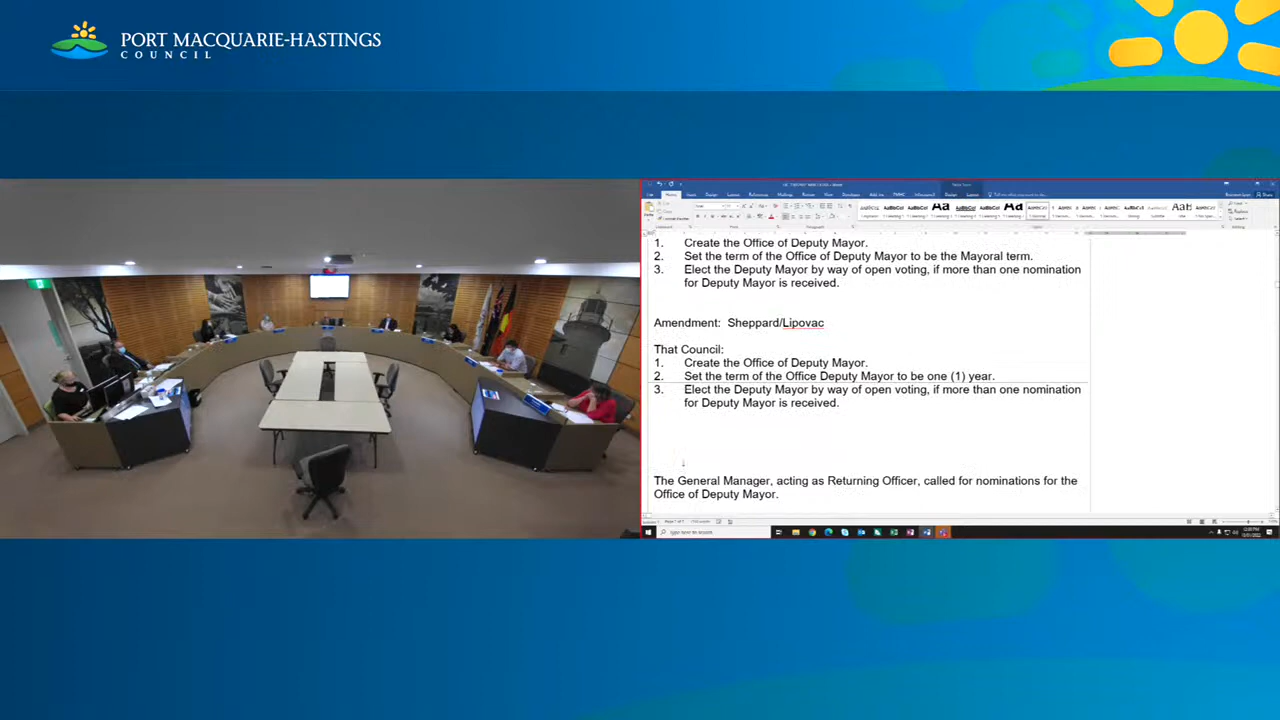 PORT MACQUARIE-HASTINGS
COUNCIL
1. Create the Office of Deputy Mayor.
2. Set the term of the Office of Deputy Mayor to be the Mayoral term.
3. Elect the Deputy Mayor by way of open voting, if more than one nomination
for Deputy Mayor is received.
Amendment: Sheppard/Lipovac
That Council:
1. Create the Office of Deputy Mayor.
2. Set the term of the Office Deputy Mayor to be one (1) year.
3. Elect the Deputy Mayor by way of open voting, if more than one nomination
for Deputy Mayor is received.
The General Manager, acting as Returning Officer, called for nominations for the
Office of Deputy Mayor.